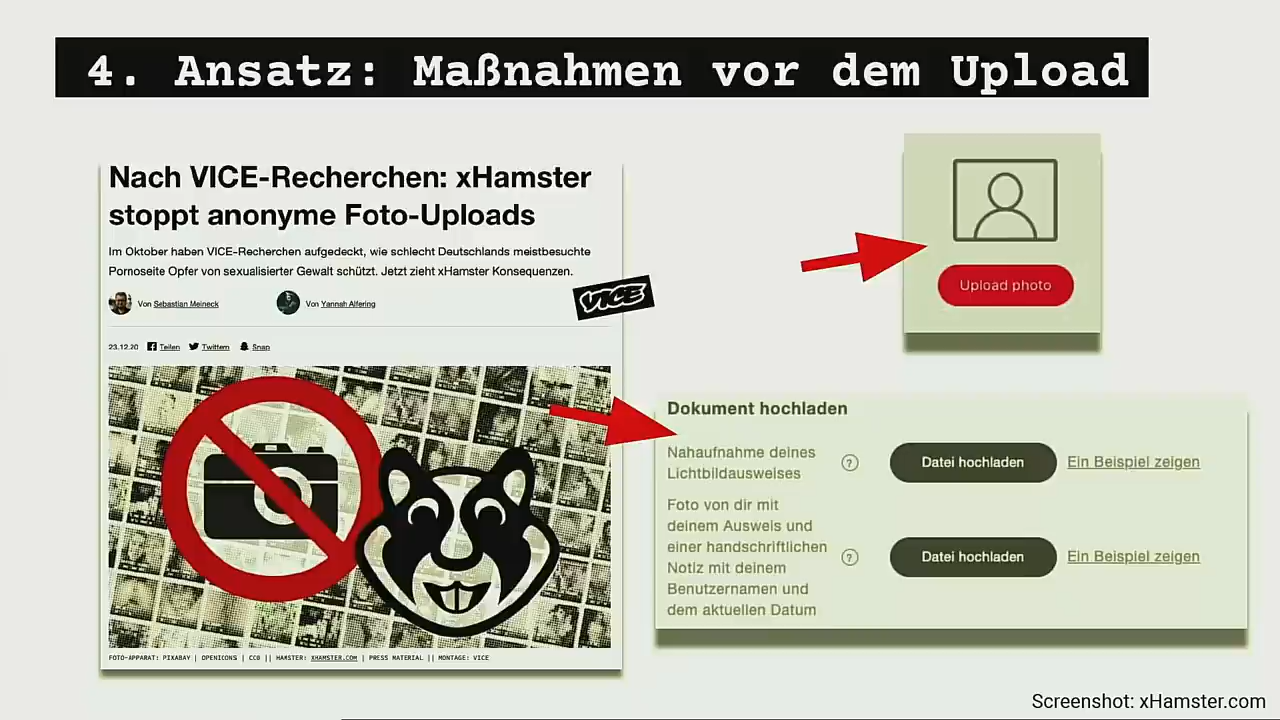 4. Ansatz: Maßnahmen vor dem Upload
Nach VICE-Recherchen: xHamster
stoppt anonyme Foto-Uploads
Im Oktober haben VICE-Recherchen aufgedeckt, wie schlecht Deutschlands meistbesuchte
Pornoseite Opfer von sexualisierter Gewalt schützt. Jetzt zieht xHamster Konsequenzen.
Von Sebastian Meineck
Von Yannah Alfering
VICE
23.12.20 Teilen Twittern Snap
FOTO-APPARAT: PIXABAY | OPENICONS | CC0 || HAMSTER: XHAMSTER.COM | PRESS MATERIAL || MONTAGE: VICE
Upload photo
Dokument hochladen
Nahaufnahme deines
Lichtbildausweises
? Datei hochladen Ein Beispiel zeigen
Foto von dir mit
deinem Ausweis und
einer handschriftlichen
Notiz mit deinem
Benutzernamen und
dem aktuellen Datum
? Datei hochladen Ein Beispiel zeigen
Screenshot: xHamster.com